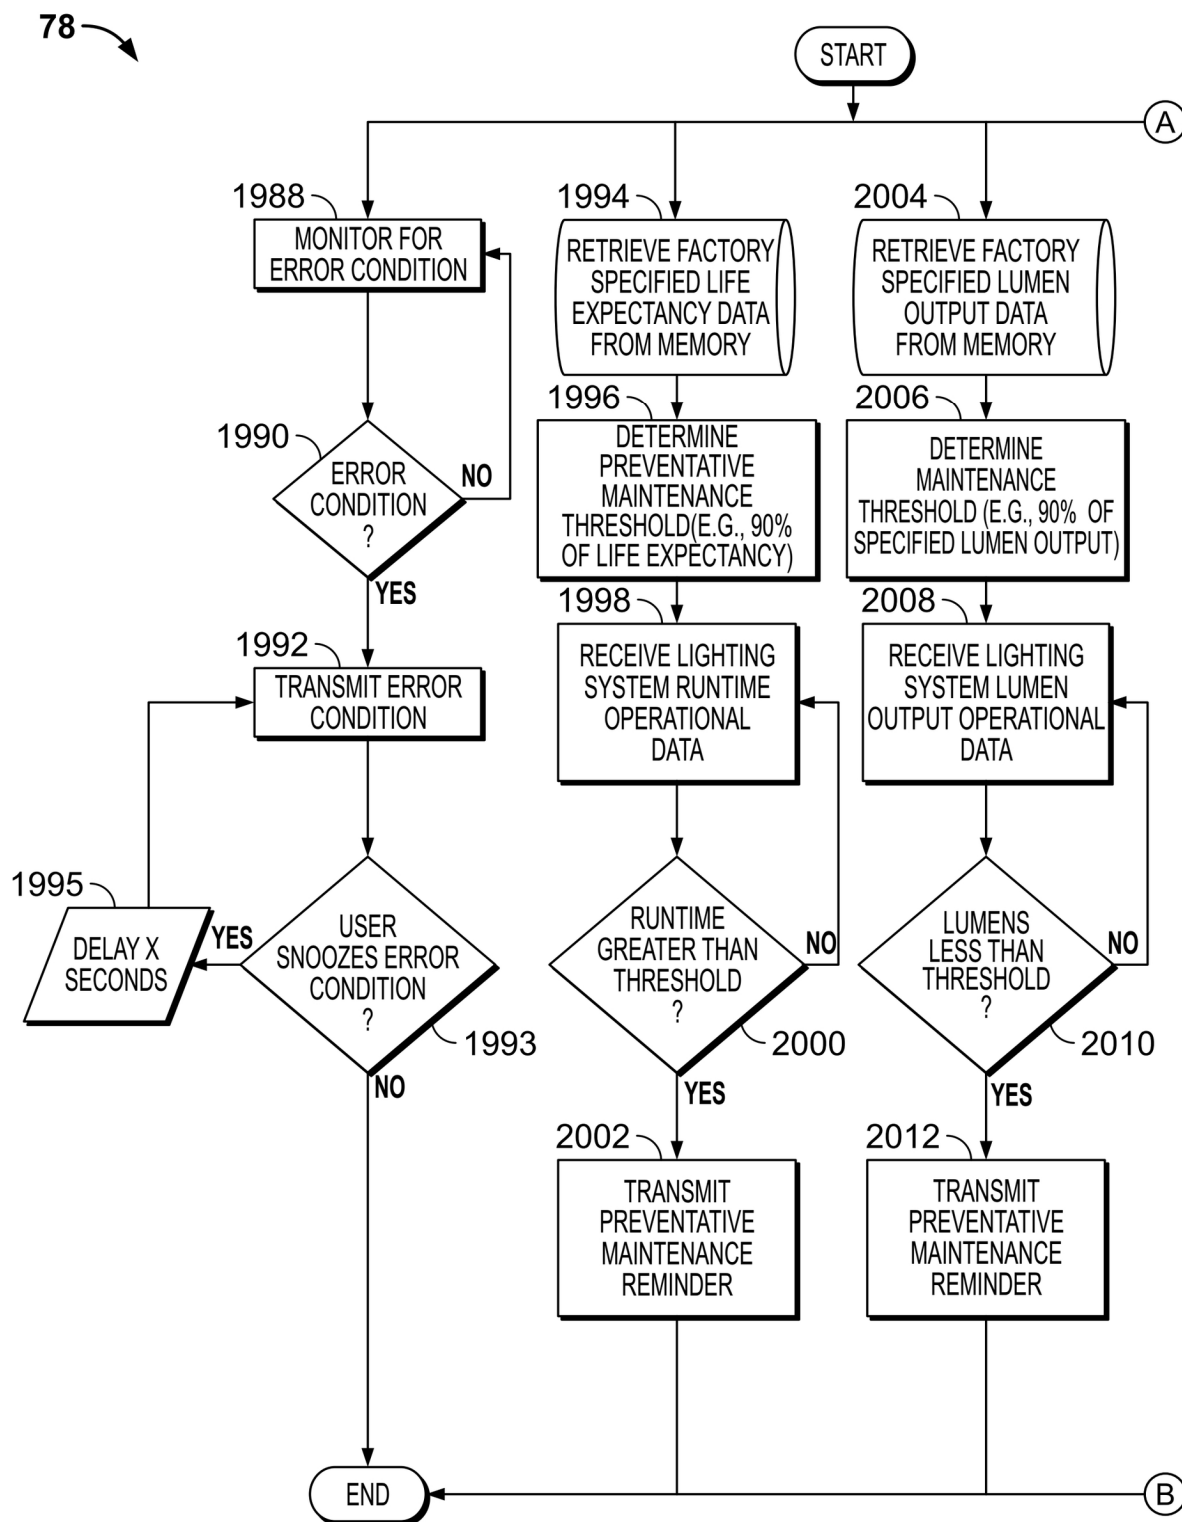 78
START
A
1988
MONITOR FOR
ERROR CONDITION
1994
RETRIEVE FACTORY
SPECIFIED LIFE
EXPECTANCY DATA
FROM MEMORY
2004
RETRIEVE FACTORY
SPECIFIED LUMEN
OUTPUT DATA
FROM MEMORY
1990
ERROR
CONDITION
?
NO
YES
1996
DETERMINE
PREVENTATIVE
MAINTENANCE
THRESHOLD(E.G., 90%
OF LIFE EXPECTANCY)
2006
DETERMINE
MAINTENANCE
THRESHOLD (E.G., 90% OF
SPECIFIED LUMEN OUTPUT)
1992
TRANSMIT ERROR
CONDITION
1998
RECEIVE LIGHTING
SYSTEM RUNTIME
OPERATIONAL
DATA
2008
RECEIVE LIGHTING
SYSTEM LUMEN
OUTPUT OPERATIONAL
DATA
1995
DELAY X
SECONDS
YES
USER
SNOOZES ERROR
CONDITION
?
1993
NO
RUNTIME
GREATER THAN
THRESHOLD
?
NO
2000
YES
LUMENS
LESS THAN
THRESHOLD
?
NO
2010
YES
2002
TRANSMIT
PREVENTATIVE
MAINTENANCE
REMINDER
2012
TRANSMIT
PREVENTATIVE
MAINTENANCE
REMINDER
END
B